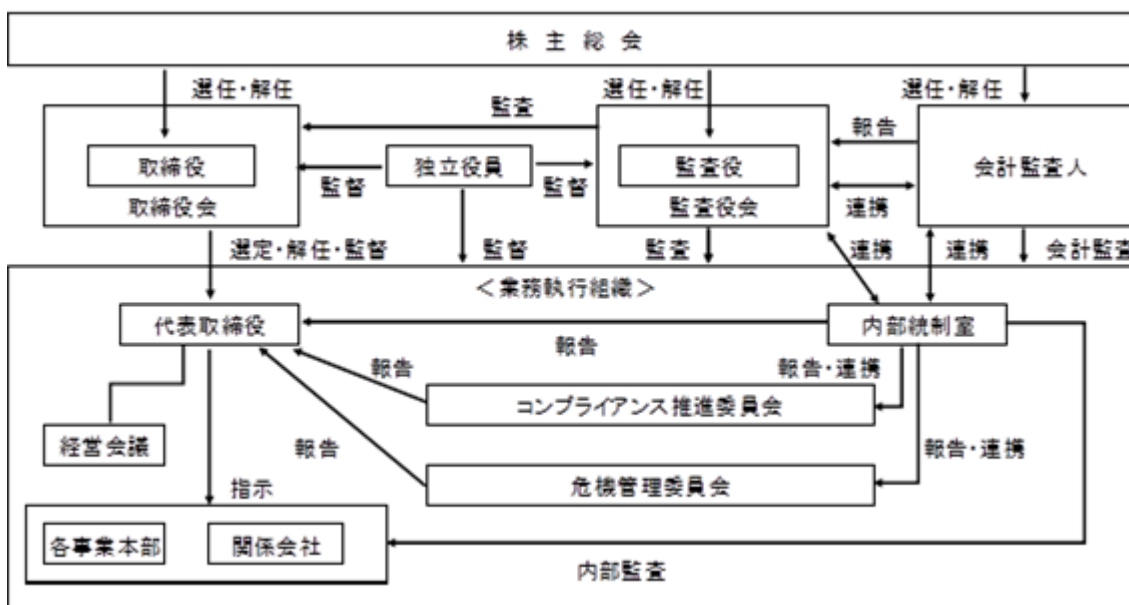 株 主 総 会
選任・解任
選任・解任
選任・解任
監査
報告
取締役
独立役員
監査役
会計監査人
監督
監督
取締役会
監査役会
連携
選定・解任・監督
監督
監査
連携
連携
会計監査
＜業務執行組織＞
代表取締役
内部統制室
報告
報告
報告・連携
コンプライアンス推進委員会
経営会議
報告
報告・連携
危機管理委員会
指示
各事業本部
関係会社
内部監査